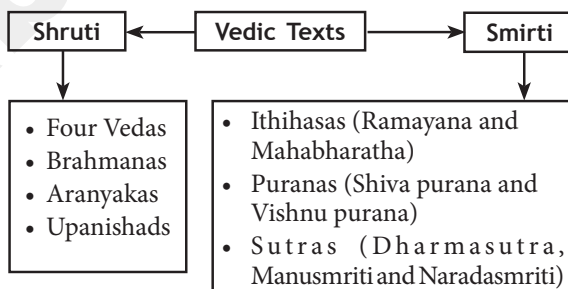 Shruti
Vedic Texts
Smirti
• Four Vedas
• Brahmanas
• Aranyakas
• Upanishads
• Ithihasas (Ramayana and
Mahabharatha)
• Puranas (Shiva purana and
Vishnu purana)
• Sutras (Dharmasutra,
Manusmriti and Naradasmriti)